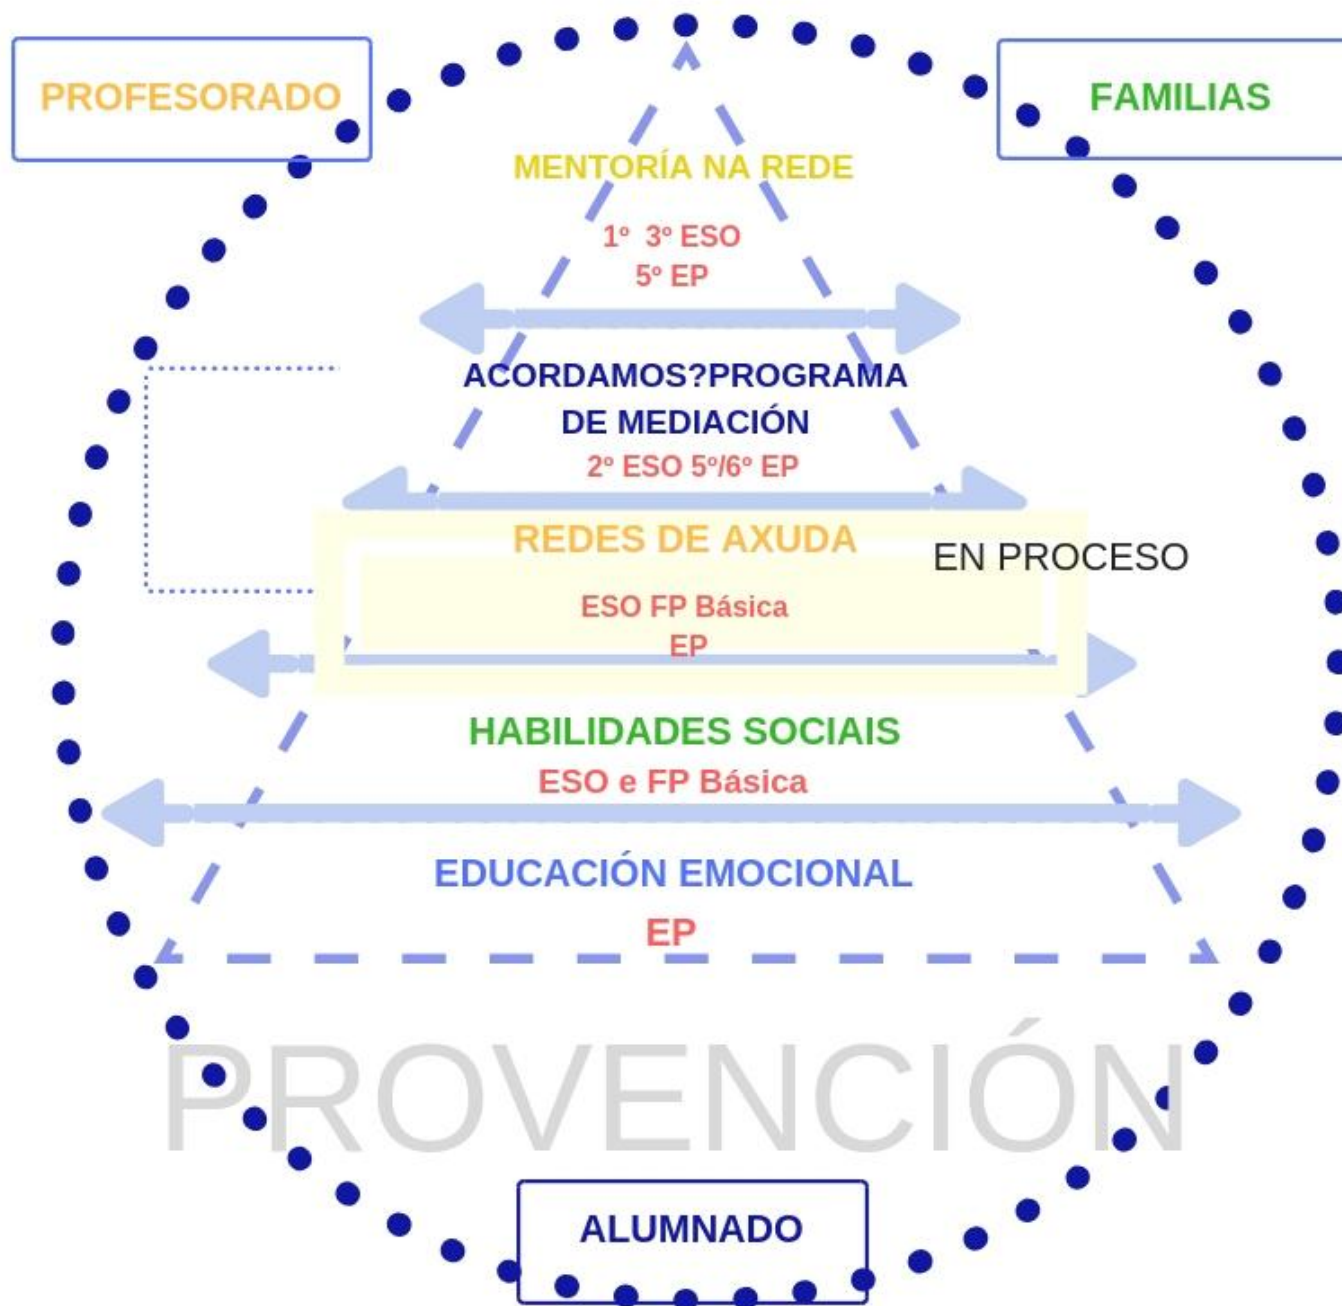 PROFESORADO
FAMILIAS
MENTORÍA NA REDE
1º 3º ESO
5º EP
ACORDAMOS?PROGRAMA
DE MEDIACIÓN
2º ESO 5º/6º EP
REDES DE AXUDA
EN PROCESO
ESO FP Básica
EP
HABILIDADES SOCIAIS
ESO e FP Básica
EDUCACIÓN EMOCIONAL
EP
PROVENCIÓN
ALUMNADO